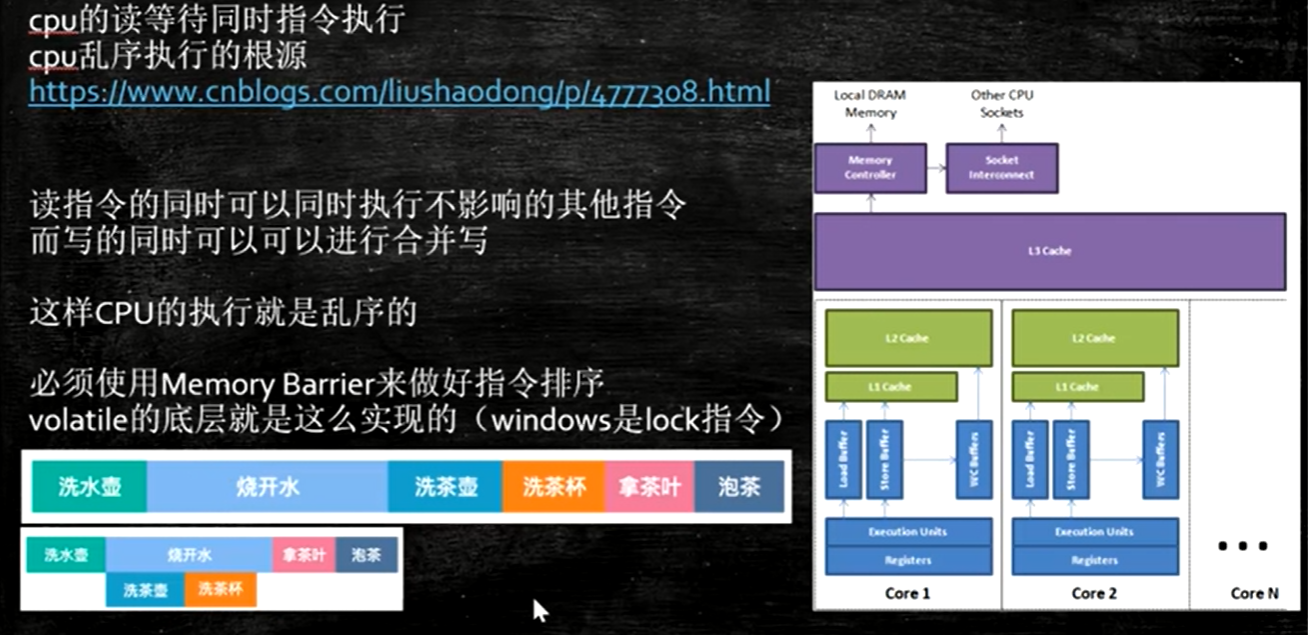 cpu的读等待同时指令执行
cpu乱序执行的根源
https://www.cnblogs.com/liushaodong/p/4777308.html
读指令的同时可以同时执行不影响的其他指令
而写的同时可以可以进行合并写
这样CPU的执行就是乱序的
必须使用Memory Barrier来做好指令排序
volatile的底层就是这么实现的（windows是lock指令）
洗水壶 烧开水 洗茶壶 洗茶杯 拿茶叶 泡茶
洗水壶 烧开水 拿茶叶 泡茶
洗茶壶 洗茶杯
Local DRAM Memory
Other CPU Sockets
Memory Controller
Socket Interconnect
L3 Cache
L2 Cache
L1 Cache
Load Buffer
Store Buffer
WC Buffers
Execution Units
Registers
Core 1
L2 Cache
L1 Cache
Load Buffer
Store Buffer
WC Buffers
Execution Units
Registers
Core 2
...
Core N